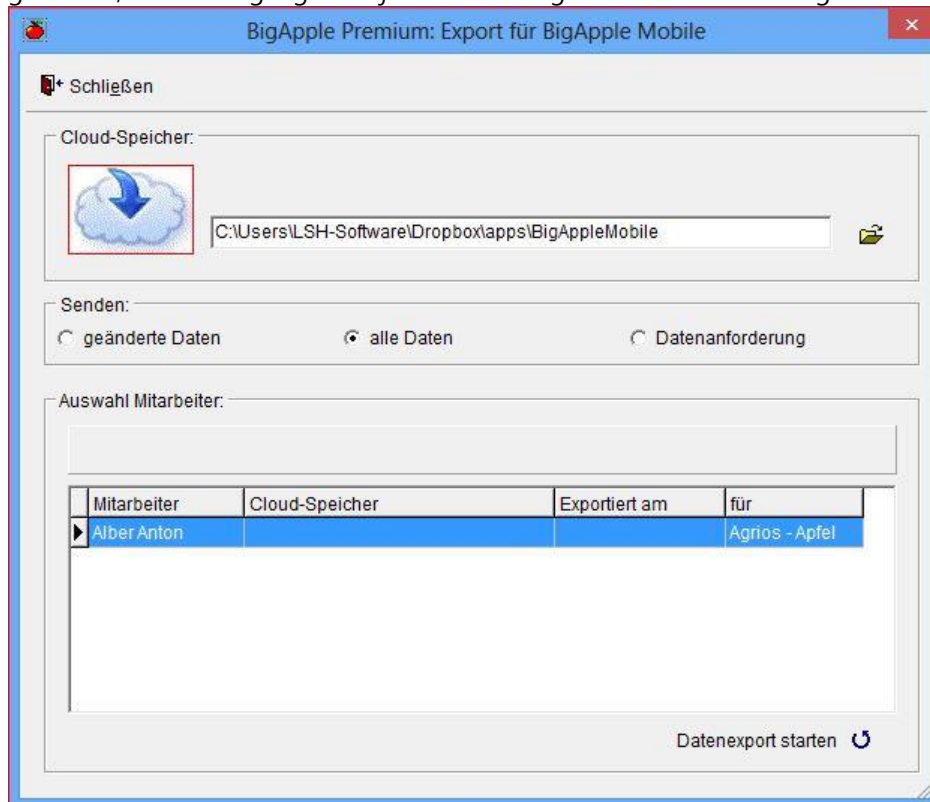 BigApple Premium: Export für BigApple Mobile
Schließen
Cloud-Speicher:
C:\Users\LSH-Software\Dropbox\apps\BigAppleMobile
Senden:
geänderte Daten alle Daten Datenanforderung
Auswahl Mitarbeiter:
Mitarbeiter Cloud-Speicher Exportiert am für
Alber Anton Agrios - Apfel
Datenexport starten